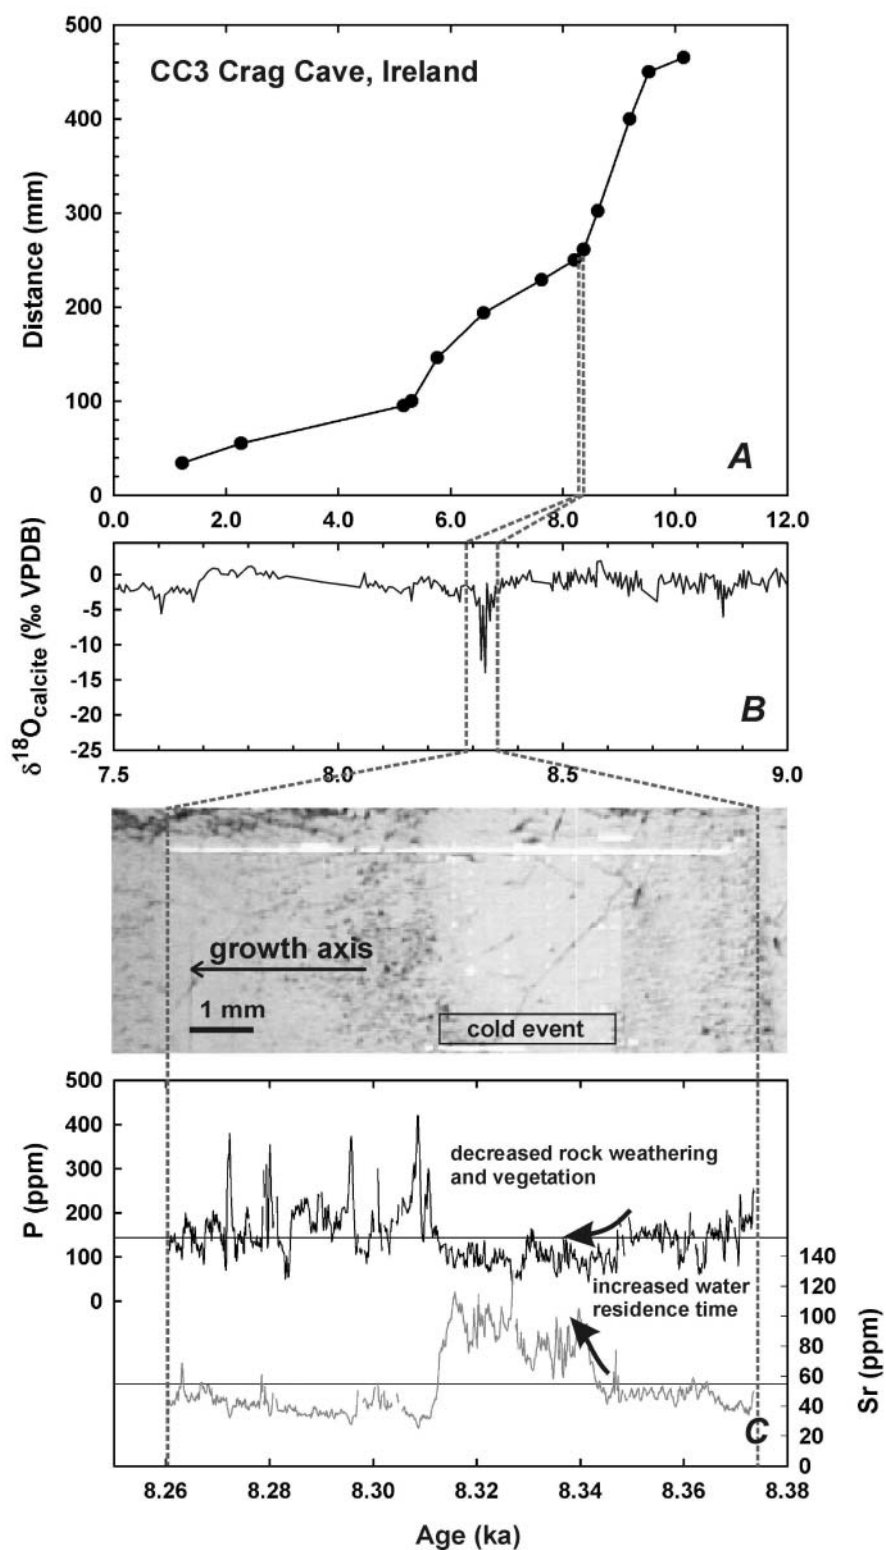 500
CC3 Crag Cave, Ireland
400
300
200
100
0
Distance (mm)
A
0.0 2.0 4.0 6.0 8.0 10.0 12.0
0
-5
-10
-15
-20
-25
δ18Ocalcite (‰ VPDB)
B
7.5 8.0 8.5 9.0
growth axis
1 mm
cold event
500
400
300
200
100
0
P (ppm)
decreased rock weathering
and vegetation
increased water
residence time
140
120
100
80
60
40
20
0
Sr (ppm)
C
8.26 8.28 8.30 8.32 8.34 8.36 8.38
Age (ka)